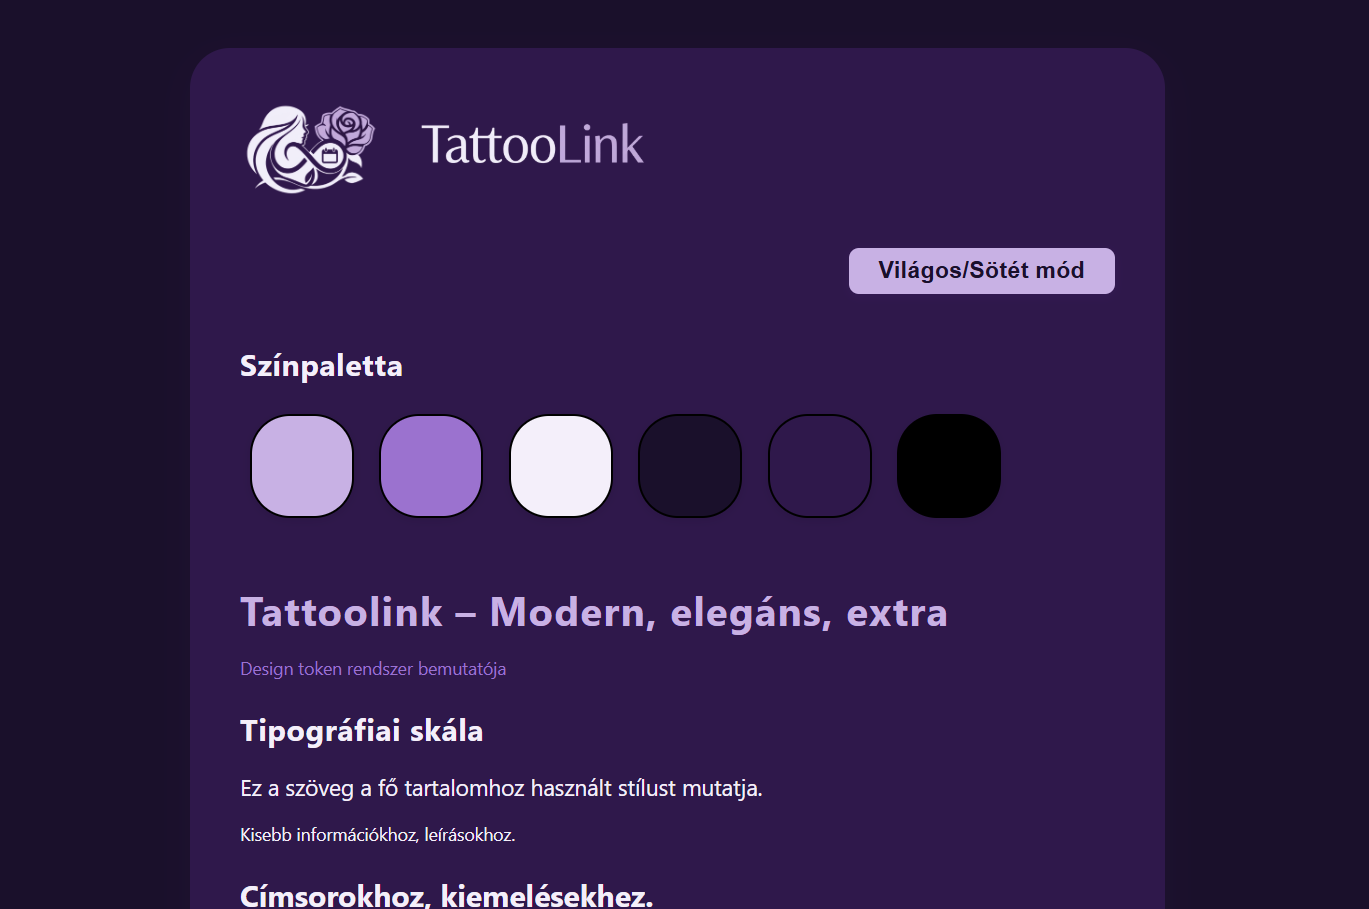 TattooLink
Világos/Sötét mód
Színpaletta
Tattoolink – Modern, elegáns, extra
Design token rendszer bemutatója
Tipográfiai skála
Ez a szöveg a fő tartalomhoz használt stílust mutatja.
Kisebb információkhoz, leírásokhoz.
Címsorokhoz, kiemelésekhez.